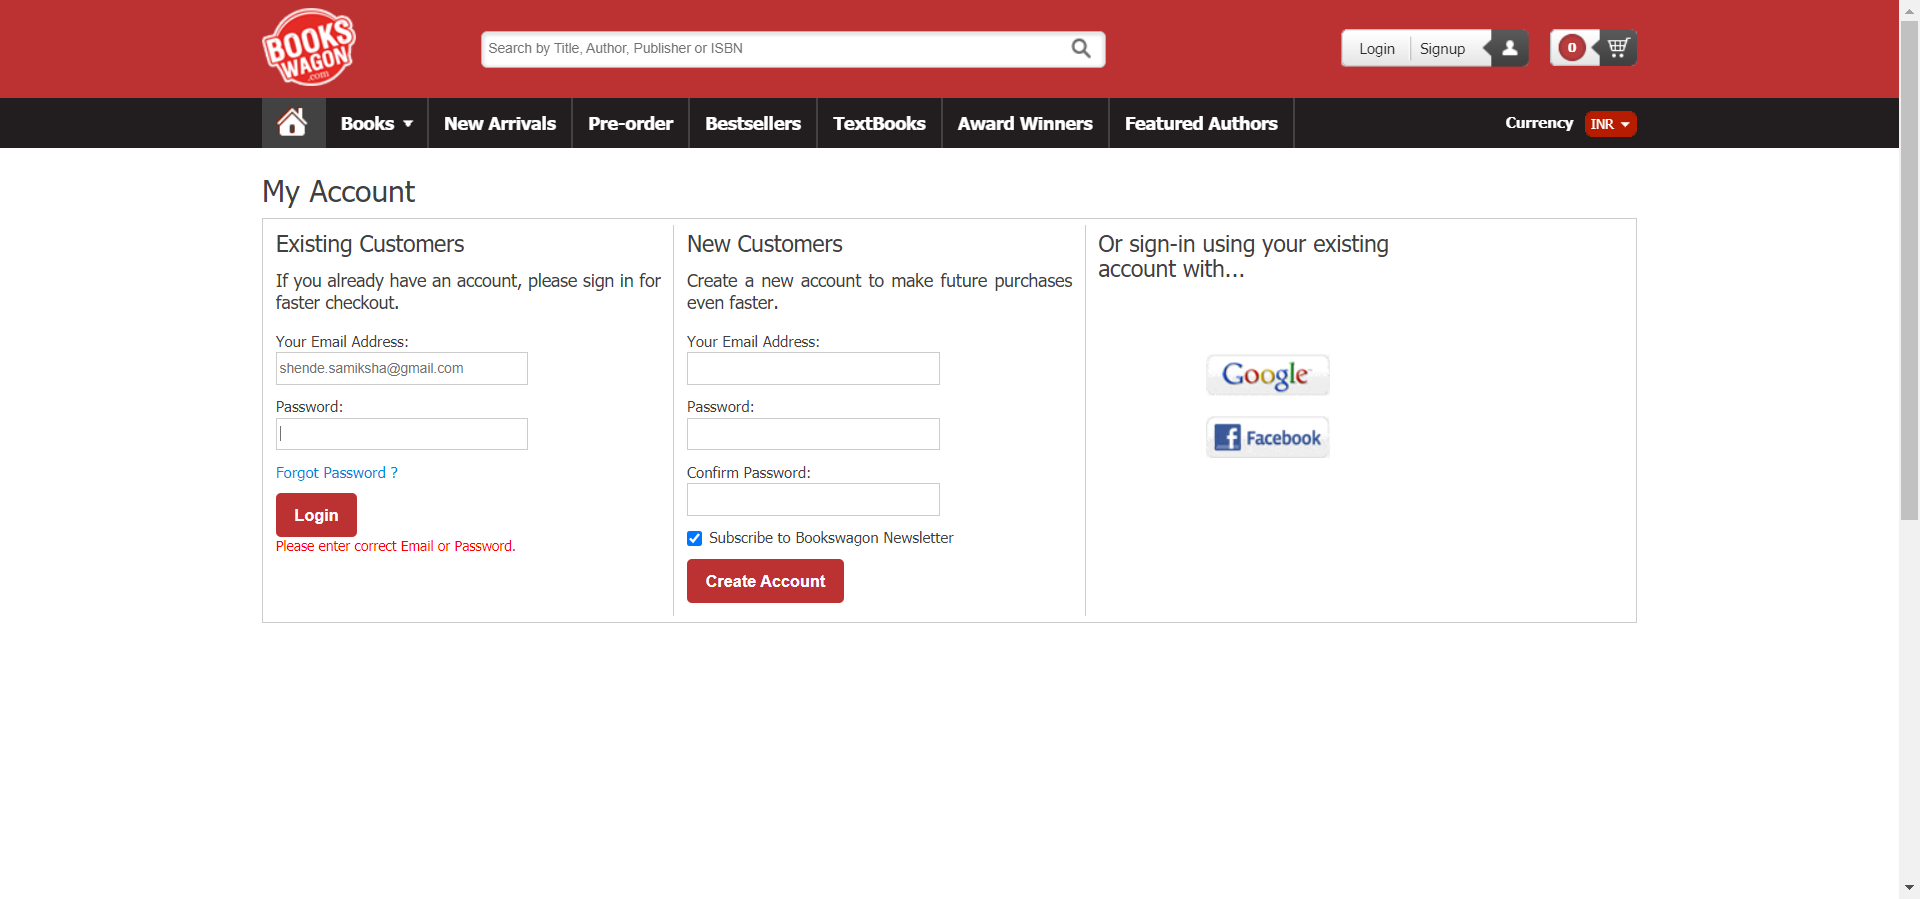 BOOKS
WAGON
.com
Search by Title, Author, Publisher or ISBN
Login
Signup
0
Books
New Arrivals
Pre-order
Bestsellers
TextBooks
Award Winners
Featured Authors
Currency
INR
My Account
Existing Customers
If you already have an account, please sign in for
faster checkout.
Your Email Address:
shende.samiksha@gmail.com
Password:
Forgot Password ?
Login
Please enter correct Email or Password.
New Customers
Create a new account to make future purchases
even faster.
Your Email Address:
Password:
Confirm Password:
Subscribe to Bookswagon Newsletter
Create Account
Or sign-in using your existing
account with...
Google
Facebook